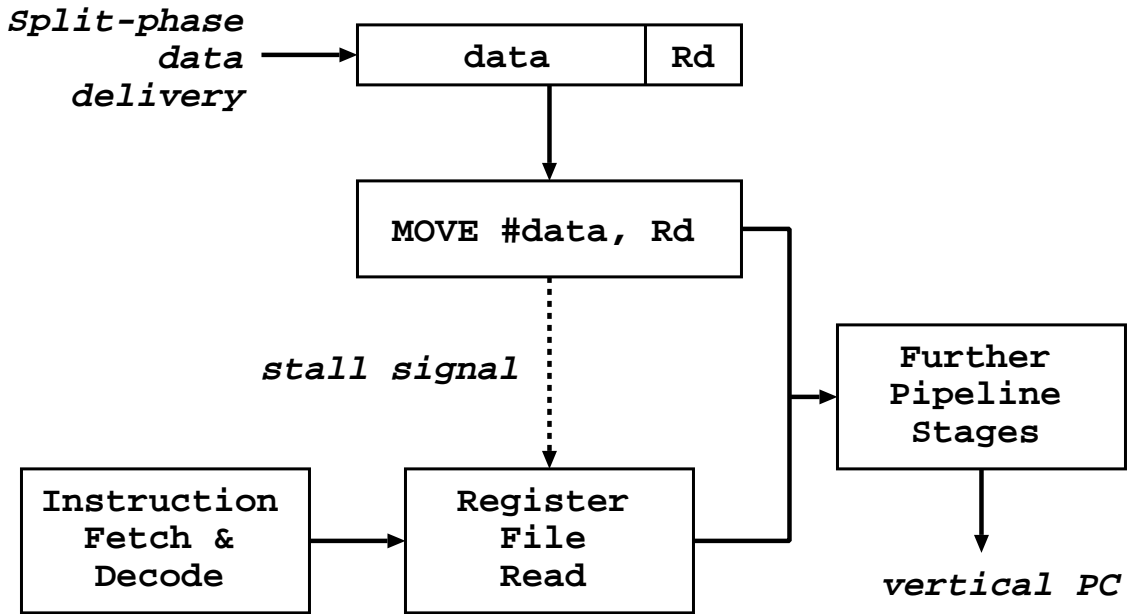 Split-phase
data
delivery
data
Rd
MOVE #data, Rd
stall signal
Further
Pipeline
Stages
Instruction
Fetch &
Decode
Register
File
Read
vertical PC